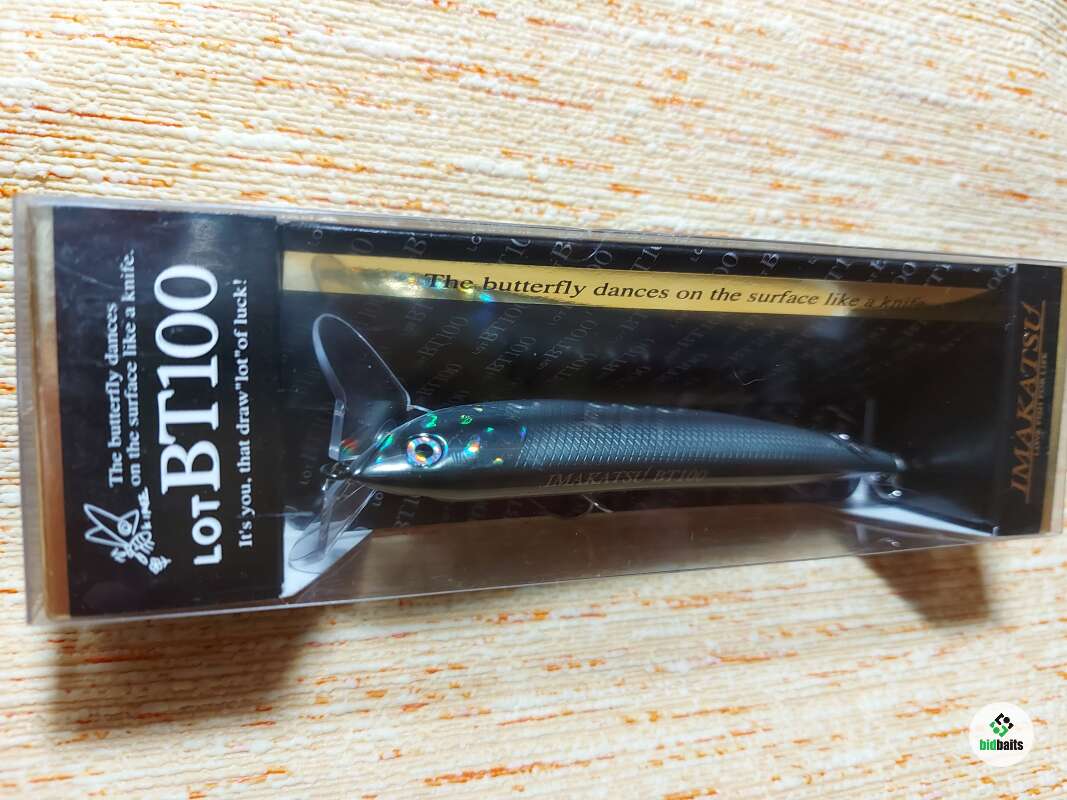 The butterfly dances
on the surface like a knife.
LOT BT100
It's you, that draw"lot"of luck!
The butterfly dances on the surface like a knife
IMAKATSU BT100
IMAKATSU
bidbaits